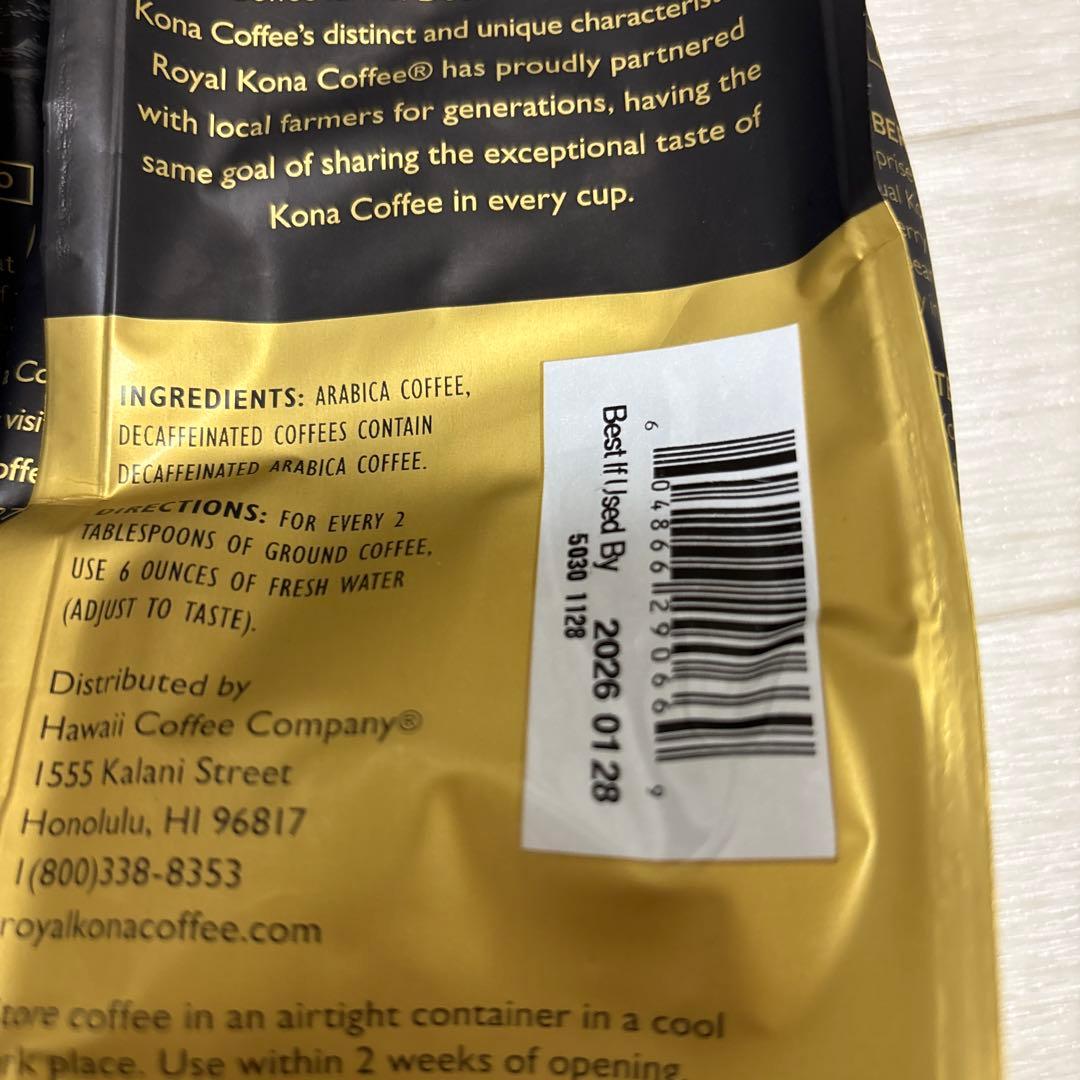 Kona Coffee's distinct and unique
Royal Kona Coffee® has proudly partnered
with local farmers for generations, having the
same goal of sharing the exceptional taste of
Kona Coffee in every cup.
INGREDIENTS: ARABICA COFFEE,
DECAFFEINATED COFFEES CONTAIN
DECAFFEINATED ARABICA COFFEE.
DIRECTIONS: FOR EVERY 2
TABLESPOONS OF GROUND COFFEE,
USE 6 OUNCES OF FRESH WATER
(ADJUST TO TASTE).
Distributed by
Hawaii Coffee Company®
1555 Kalani Street
Honolulu, HI 96817
1(800)338-8353
royalkonacoffee.com
tore coffee in an airtight container in a cool
rk place. Use within 2 weeks of opening.
6 04866 29066 9
Best If Used By 2026 01 28
5030 1128